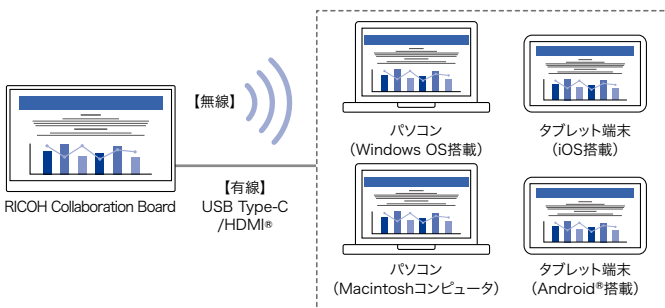 【無線】
RICOH Collaboration Board
【有線】
USB Type-C
/HDMI®
パソコン
（Windows OS搭載）
タブレット端末
（iOS搭載）
パソコン
（Macintoshコンピュータ）
タブレット端末
（Android®搭載）